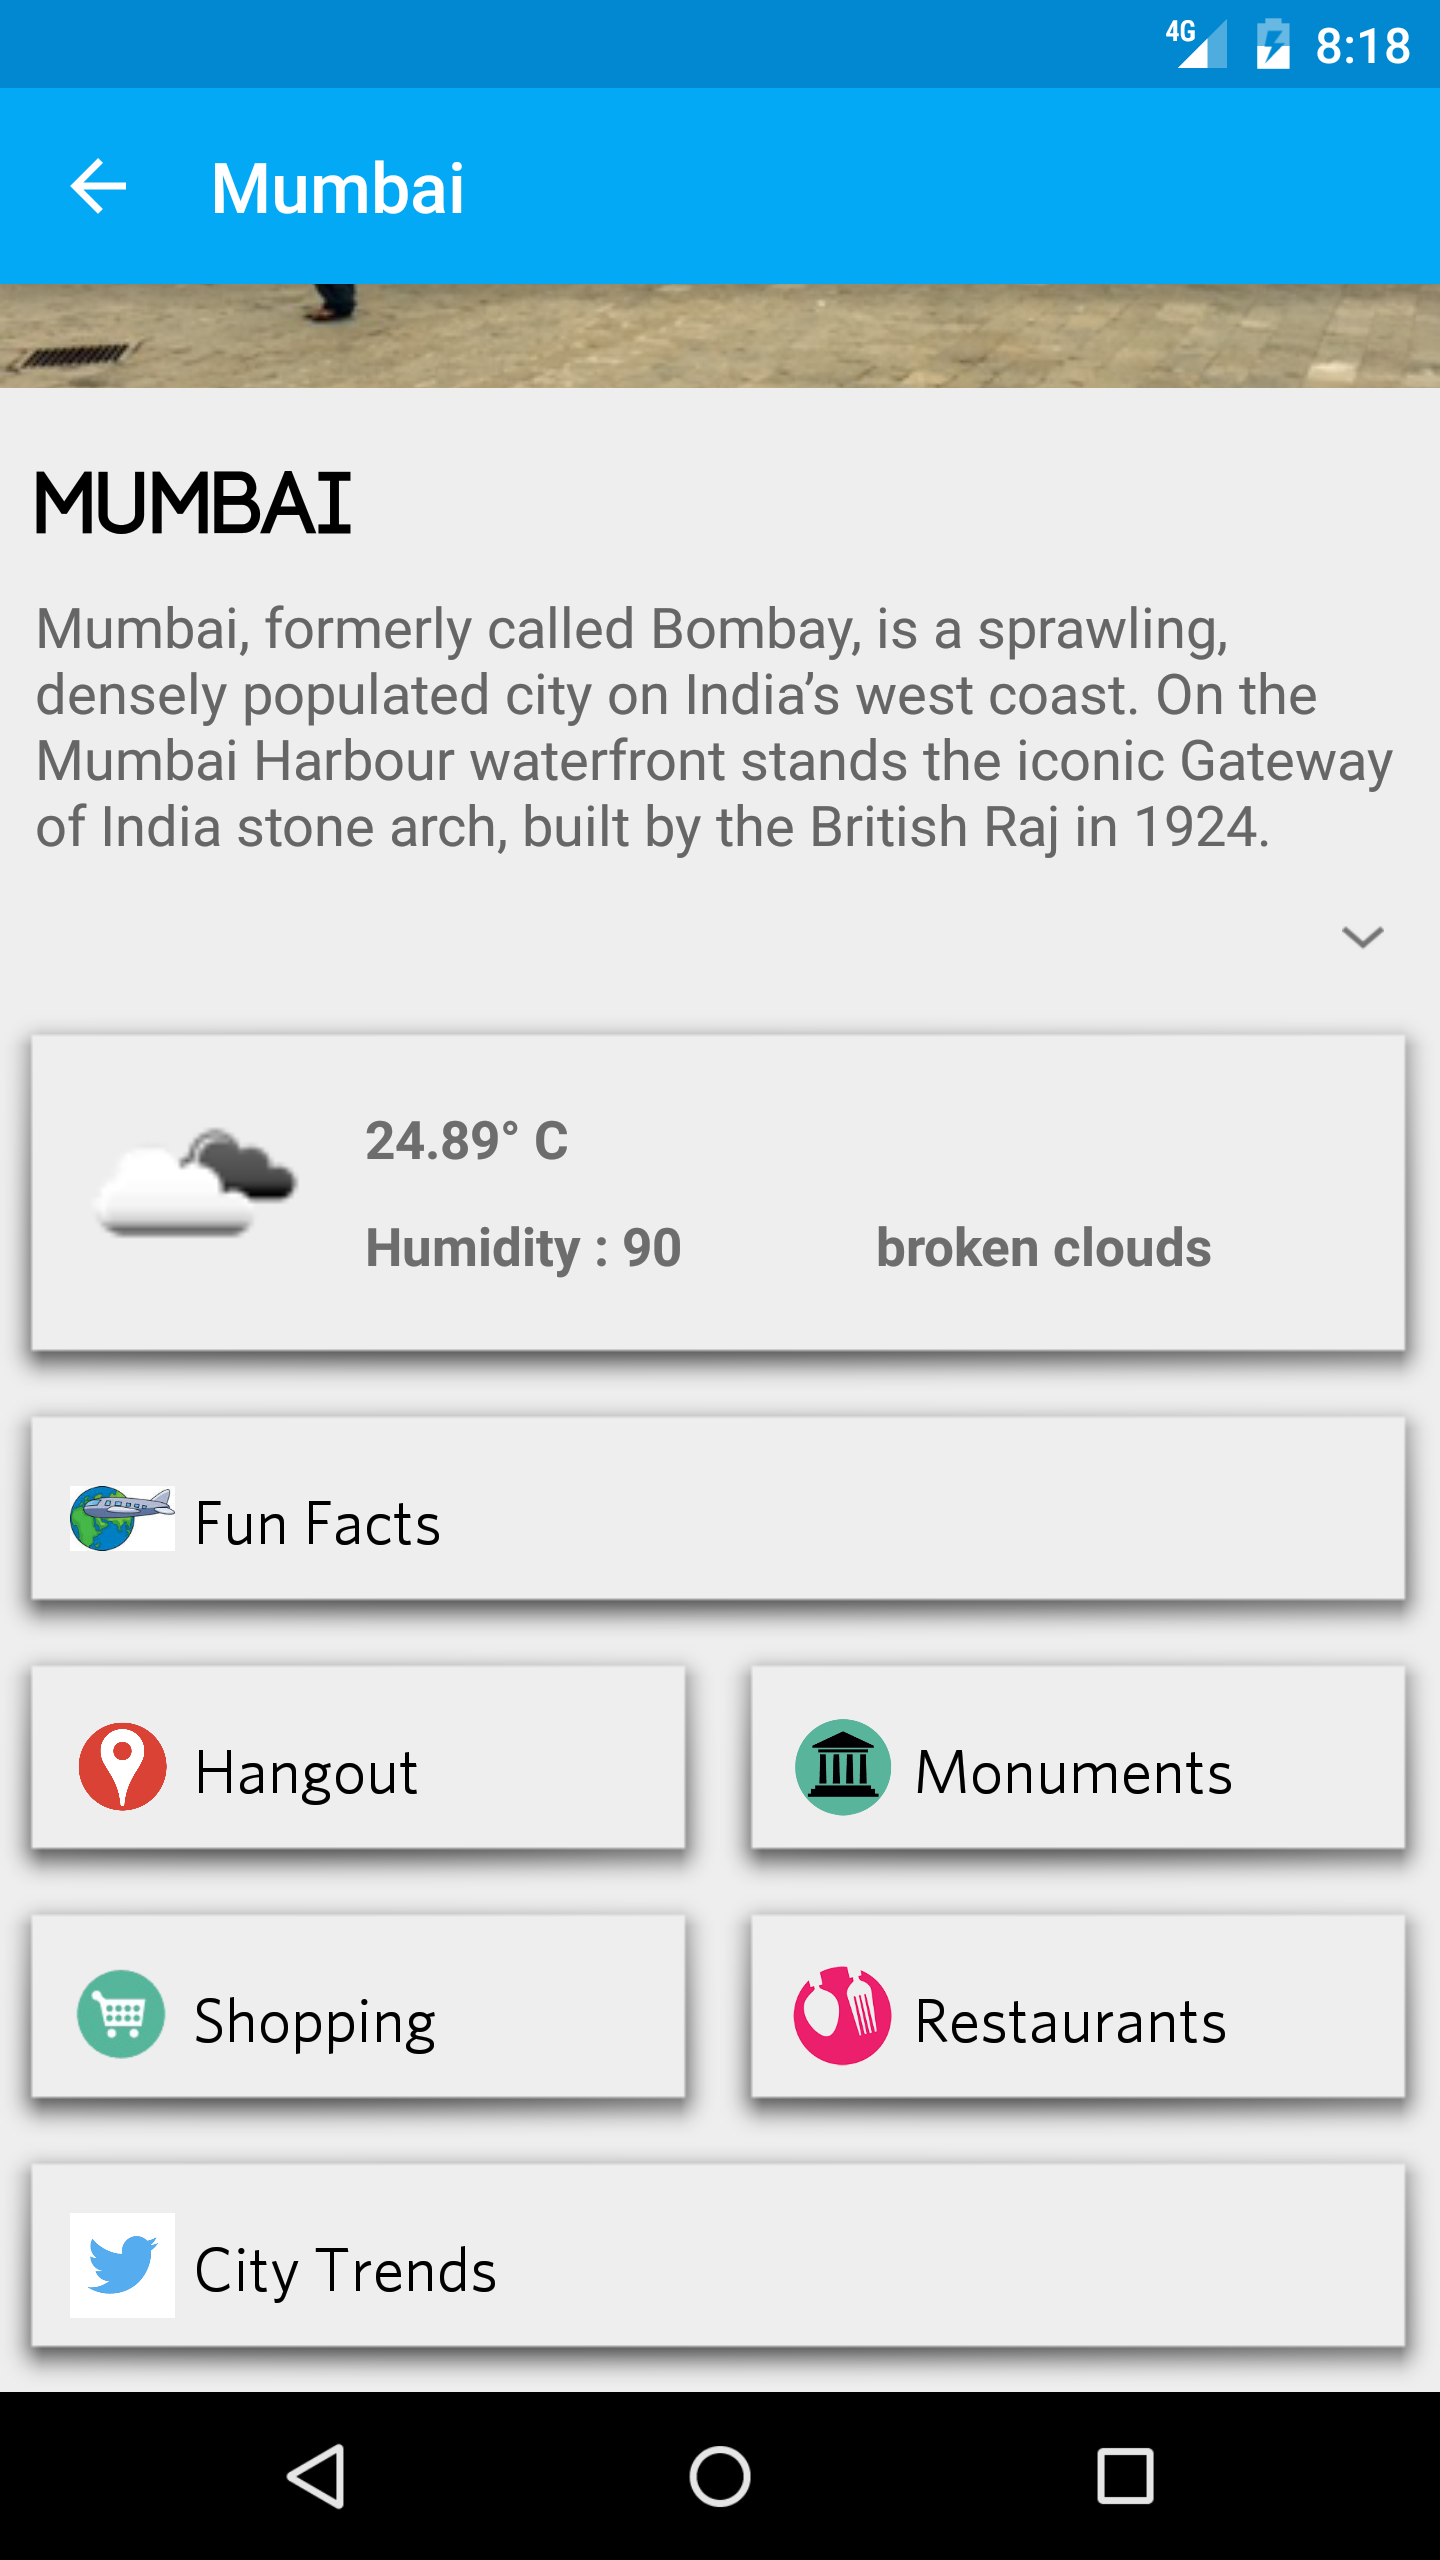 4G 8:18
Mumbai
MUMBAI
Mumbai, formerly called Bombay, is a sprawling,
densely populated city on India’s west coast. On the
Mumbai Harbour waterfront stands the iconic Gateway
of India stone arch, built by the British Raj in 1924.
24.89° C
Humidity : 90 broken clouds
Fun Facts
Hangout Monuments
Shopping Restaurants
City Trends